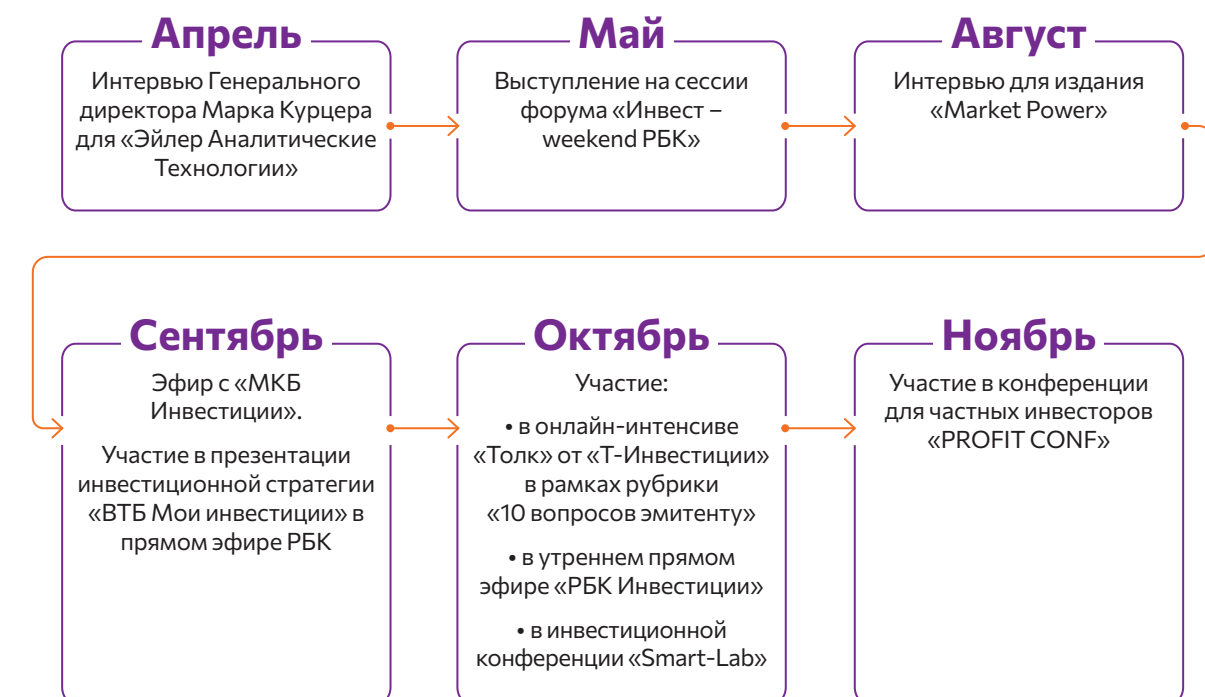 Апрель
Интервью Генерального
директора Марка Курцера
для «Эйлер Аналитические
Технологии»
Май
Выступление на сессии
форума «Инвест –
weekend РБК»
Август
Интервью для издания
«Market Power»
Сентябрь
Эфир с «МКБ
Инвестиции».
Участие в презентации
инвестиционной стратегии
«ВТБ Мои инвестиции» в
прямом эфире РБК
Октябрь
Участие:
• в онлайн-интенсиве
«Толк» от «Т-Инвестиции»
в рамках рубрики
«10 вопросов эмитенту»
• в утреннем прямом
эфире «РБК Инвестиции»
• в инвестиционной
конференции «Smart-Lab»
Ноябрь
Участие в конференции
для частных инвесторов
«PROFIT CONF»